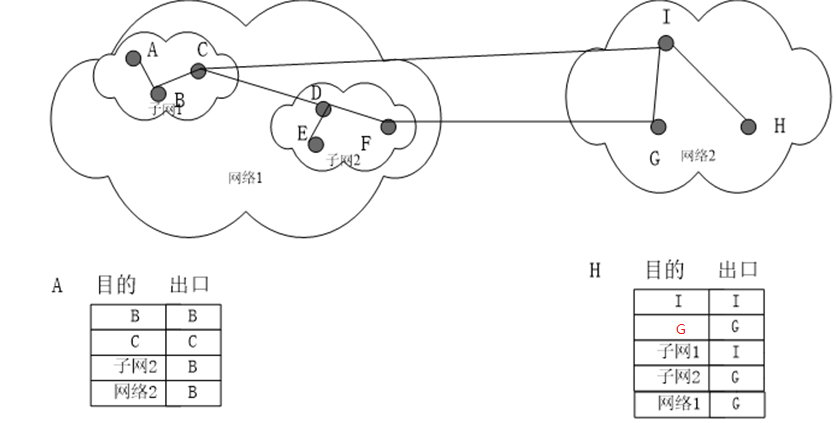 I
A
C
B
子网1
D
E
F
子网2
网络1
H
G
网络2
A 目的 出口
B B
C C
子网2 B
网络2 B
H 目的 出口
I I
G G
子网1 I
子网2 G
网络1 G